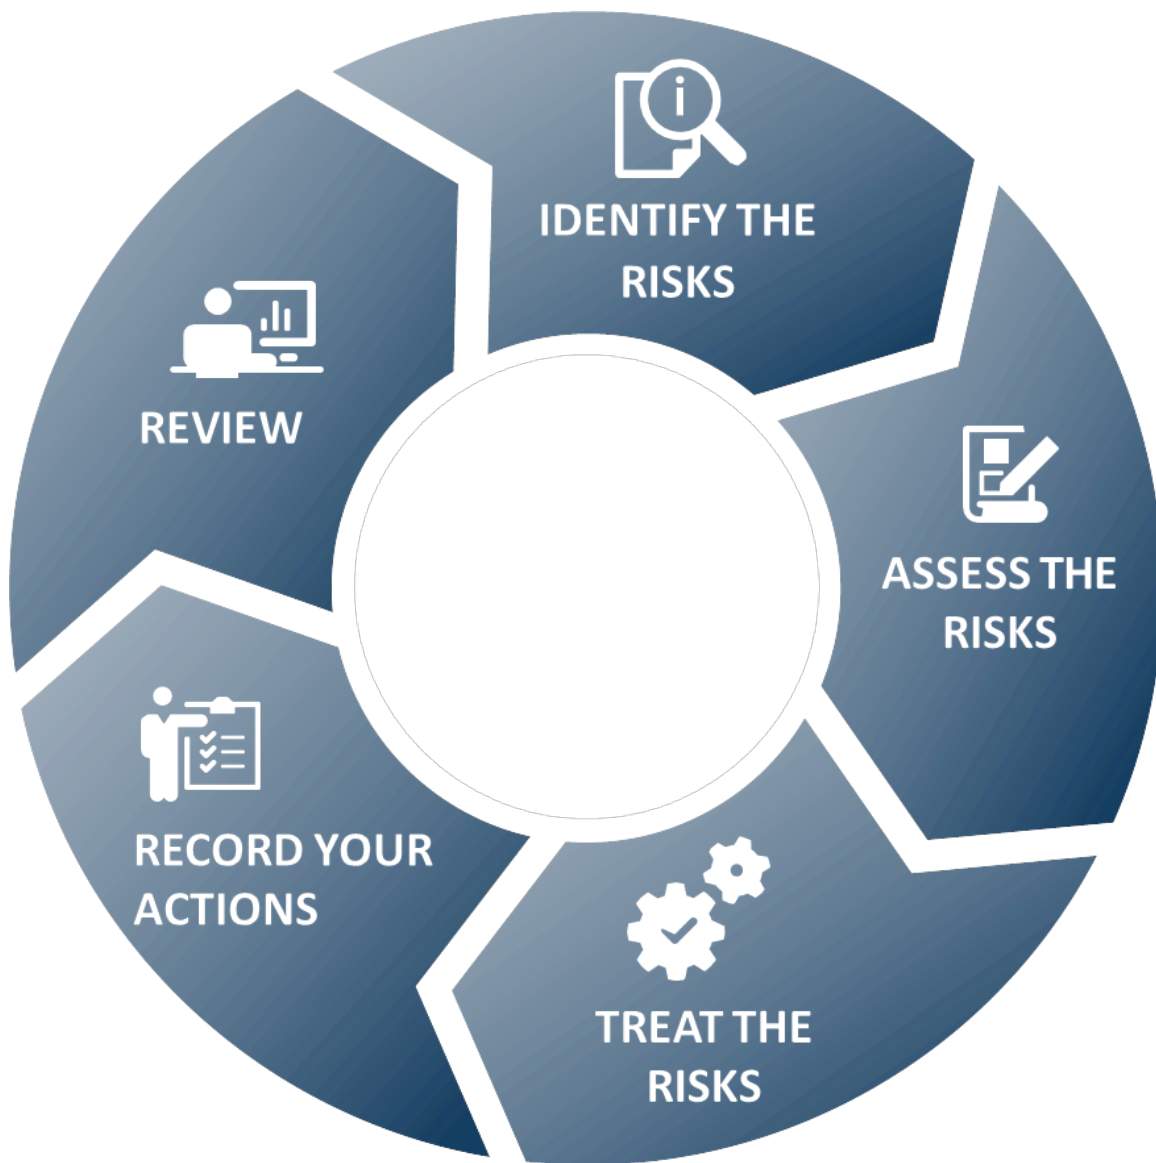 i
IDENTIFY THE
RISKS
ASSESS THE
RISKS
TREAT THE
RISKS
RECORD YOUR
ACTIONS
REVIEW